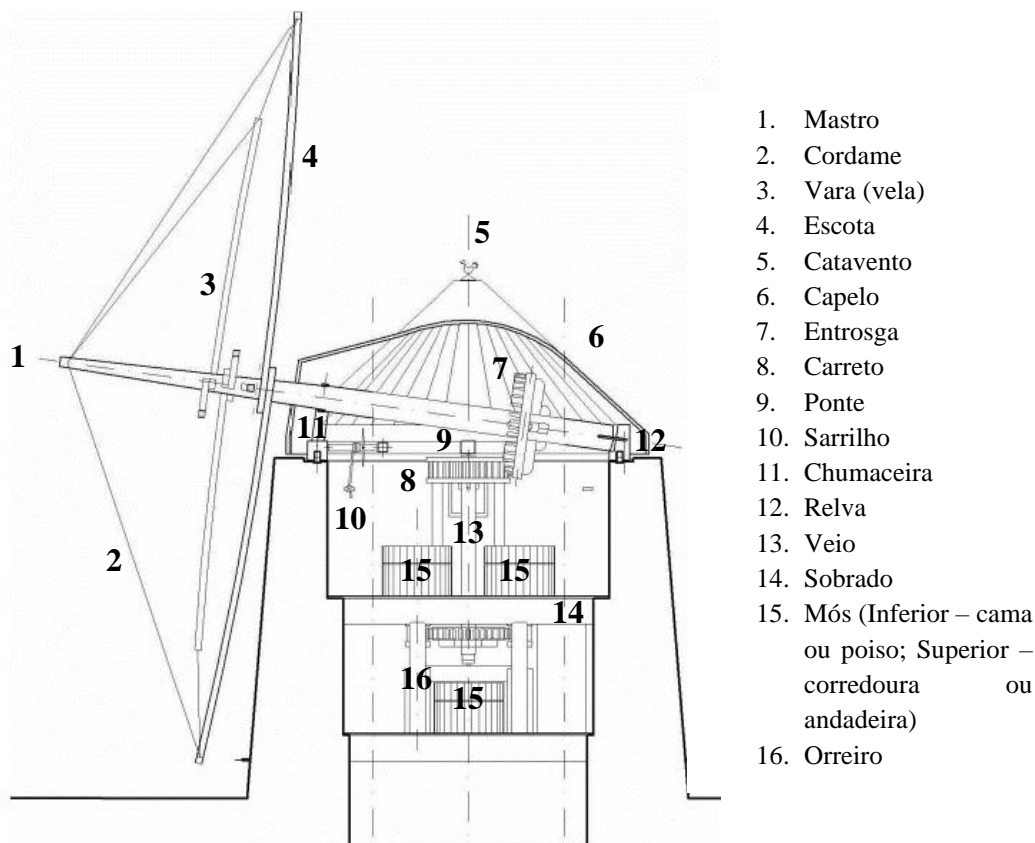 4
5
3
6
1
7
11
9
12
8
10
13
2
15
15
14
16
15
1. Mastro
2. Cordame
3. Vara (vela)
4. Escota
5. Catavento
6. Capelo
7. Entrosga
8. Carreto
9. Ponte
10. Sarrilho
11. Chumaceira
12. Relva
13. Veio
14. Sobrado
15. Mós (Inferior – cama
ou poiso; Superior –
corredoura ou
andadeira)
16. Orreiro